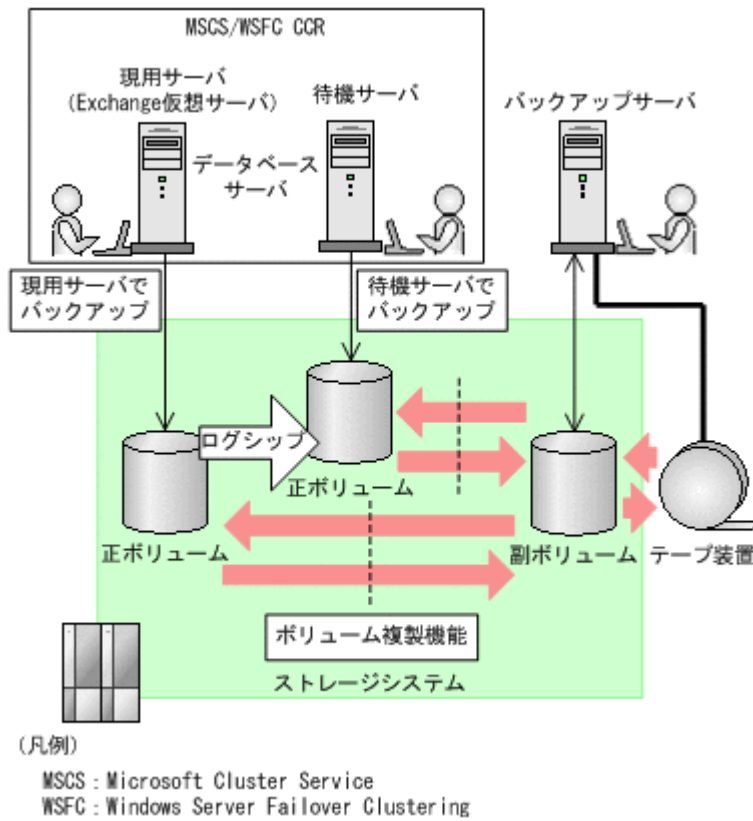 MSCS/WSFC CCR
現用サーバ
(Exchange仮想サーバ)
待機サーバ
バックアップサーバ
データベース
サーバ
現用サーバで
バックアップ
待機サーバで
バックアップ
ログシップ
正ボリューム
正ボリューム
副ボリューム
テープ装置
ボリューム複製機能
ストレージシステム
(凡例)
MSCS：Microsoft Cluster Service
WSFC：Windows Server Failover Clustering